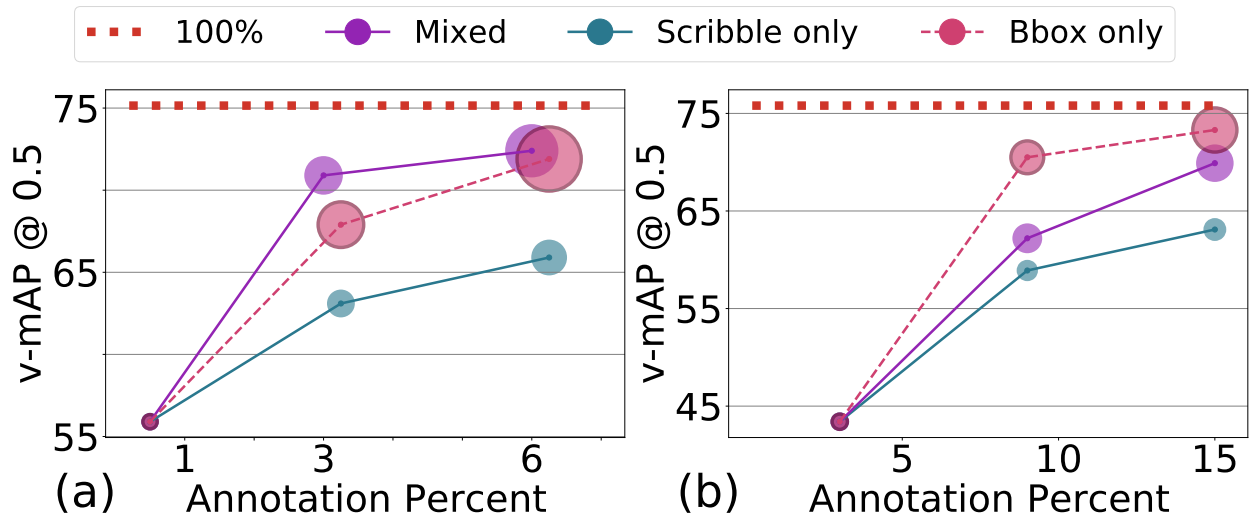 100% Mixed Scribble only Bbox only
75
65
55
v-mAP @ 0.5
1 3 6
(a) Annotation Percent
75
65
55
45
v-mAP @ 0.5
5 10 15
(b) Annotation Percent